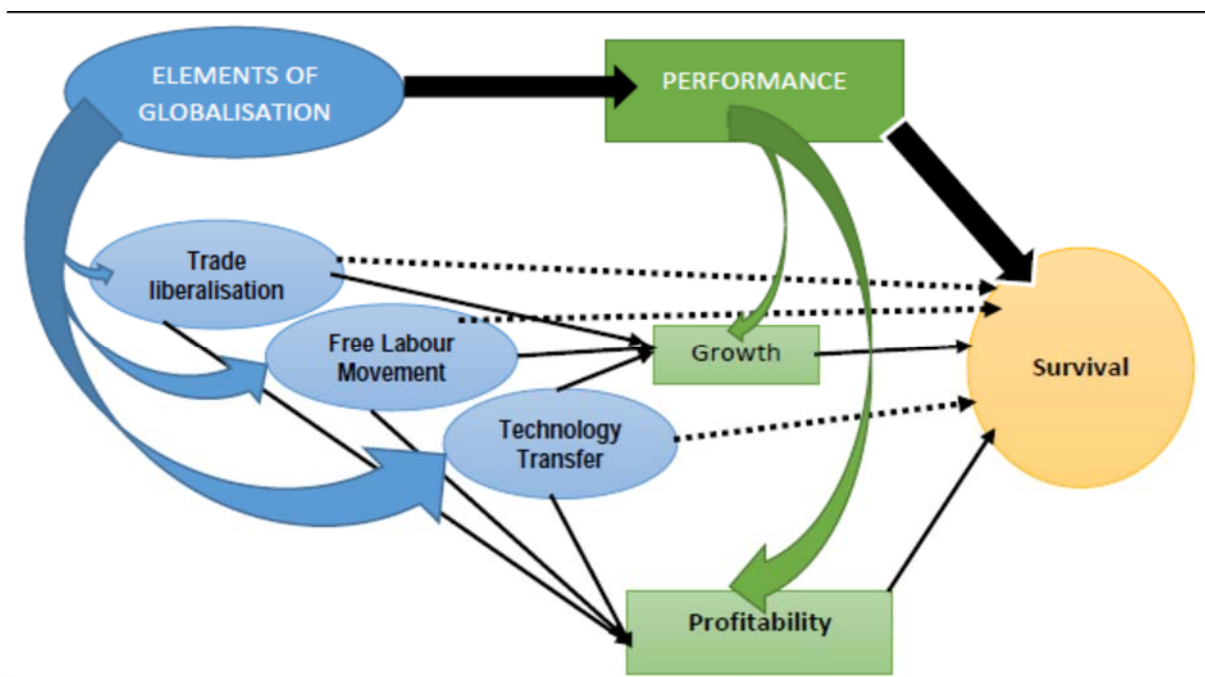 ELEMENTS OF
GLOBALISATION
PERFORMANCE
Trade
liberalisation
Free Labour
Movement
Growth
Survival
Technology
Transfer
Profitability